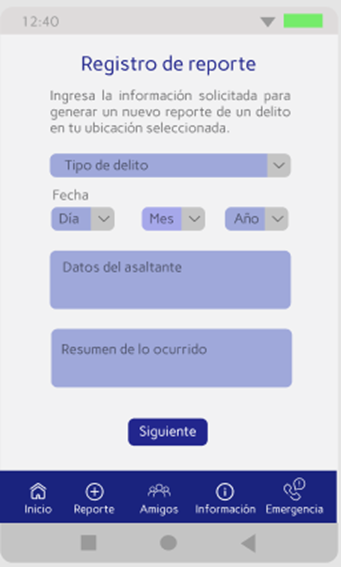 12:40
Registro de reporte
Ingresa la información solicitada para
generar un nuevo reporte de un delito
en tu ubicación seleccionada.
Tipo de delito
Fecha
Día Mes Año
Datos del asaltante
Resumen de lo ocurrido
Siguiente
Inicio Reporte Amigos Información Emergencia